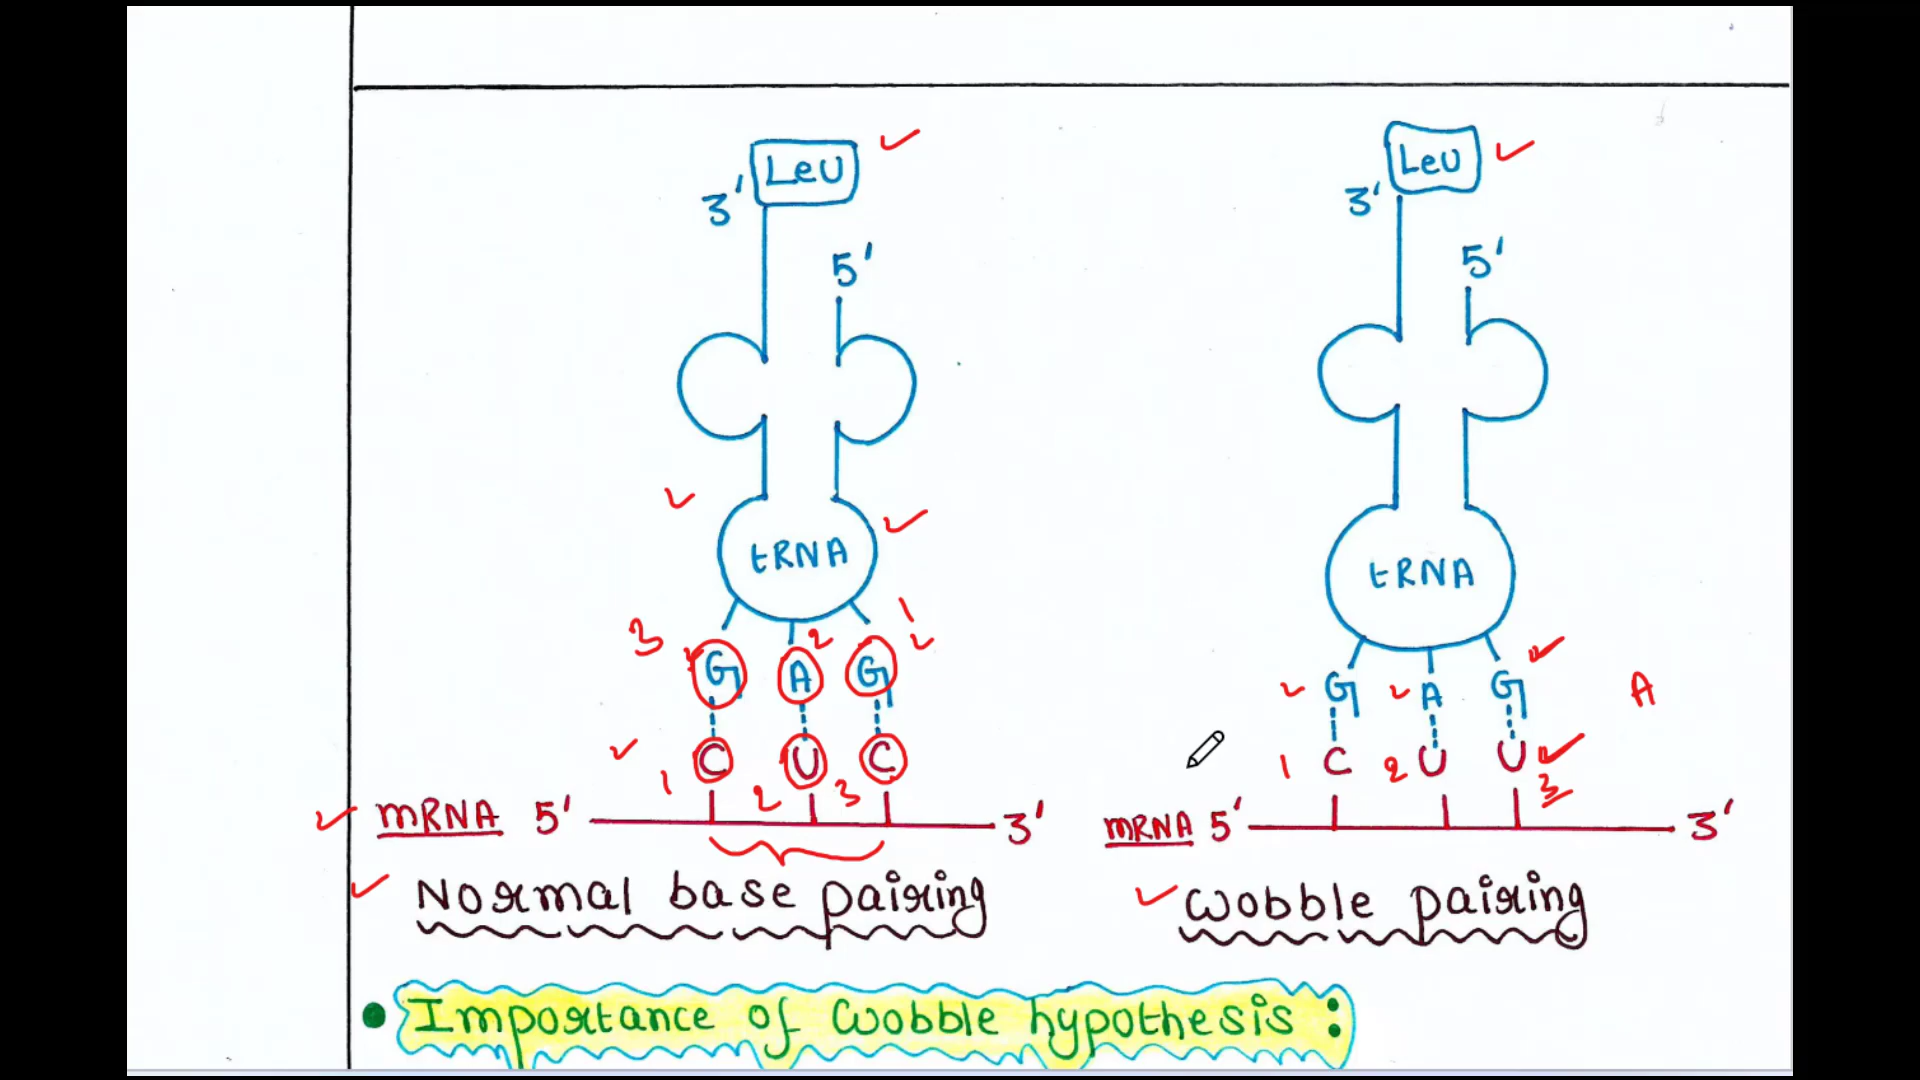 LeU
3'
5'
tRNA
3 2 1
G A G
C U C
1 2 3
mRNA 5' 3'
Normal base pairing
LeU
3'
5'
tRNA
G A G A
C U U
1 2 3
mRNA 5' 3'
Wobble pairing
• Importance of Wobble hypothesis :